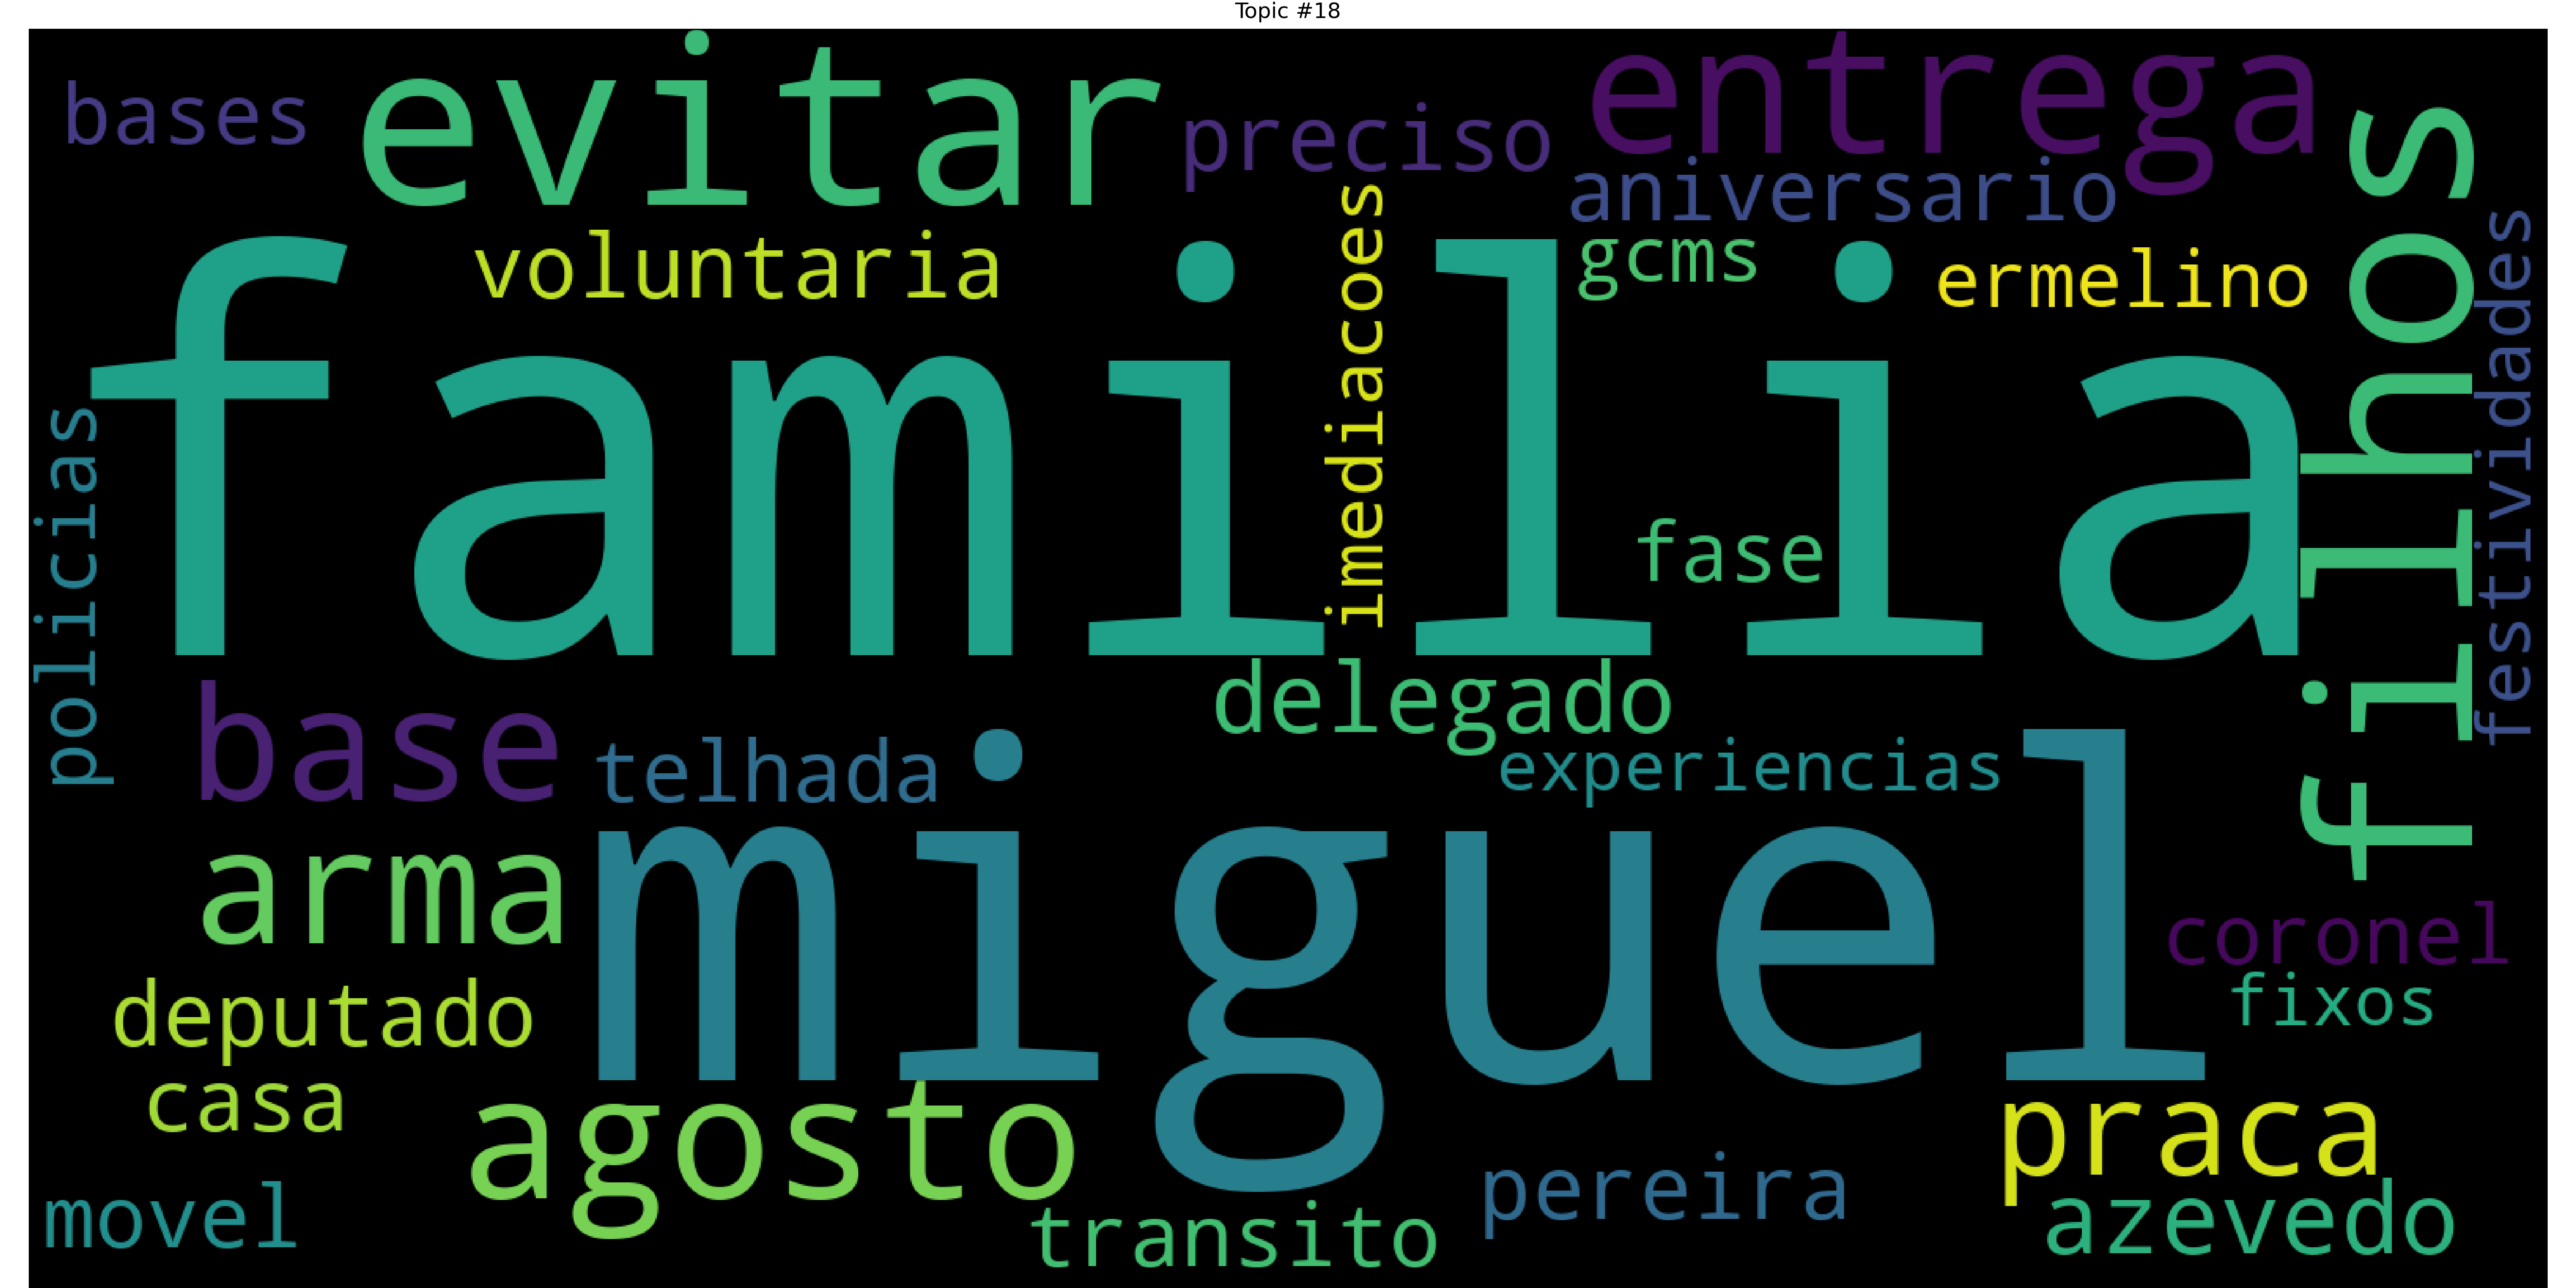 Topic #18
bases
evitar
preciso
entrega
aniversario
voluntaria
imediacoes
gcms
ermelino
filhos
festividades
familia
policias
fase
delegado
base
telhada
experiencias
miguel
arma
coronel
deputado
fixos
casa
agosto
praca
movel
transito
pereira
azevedo